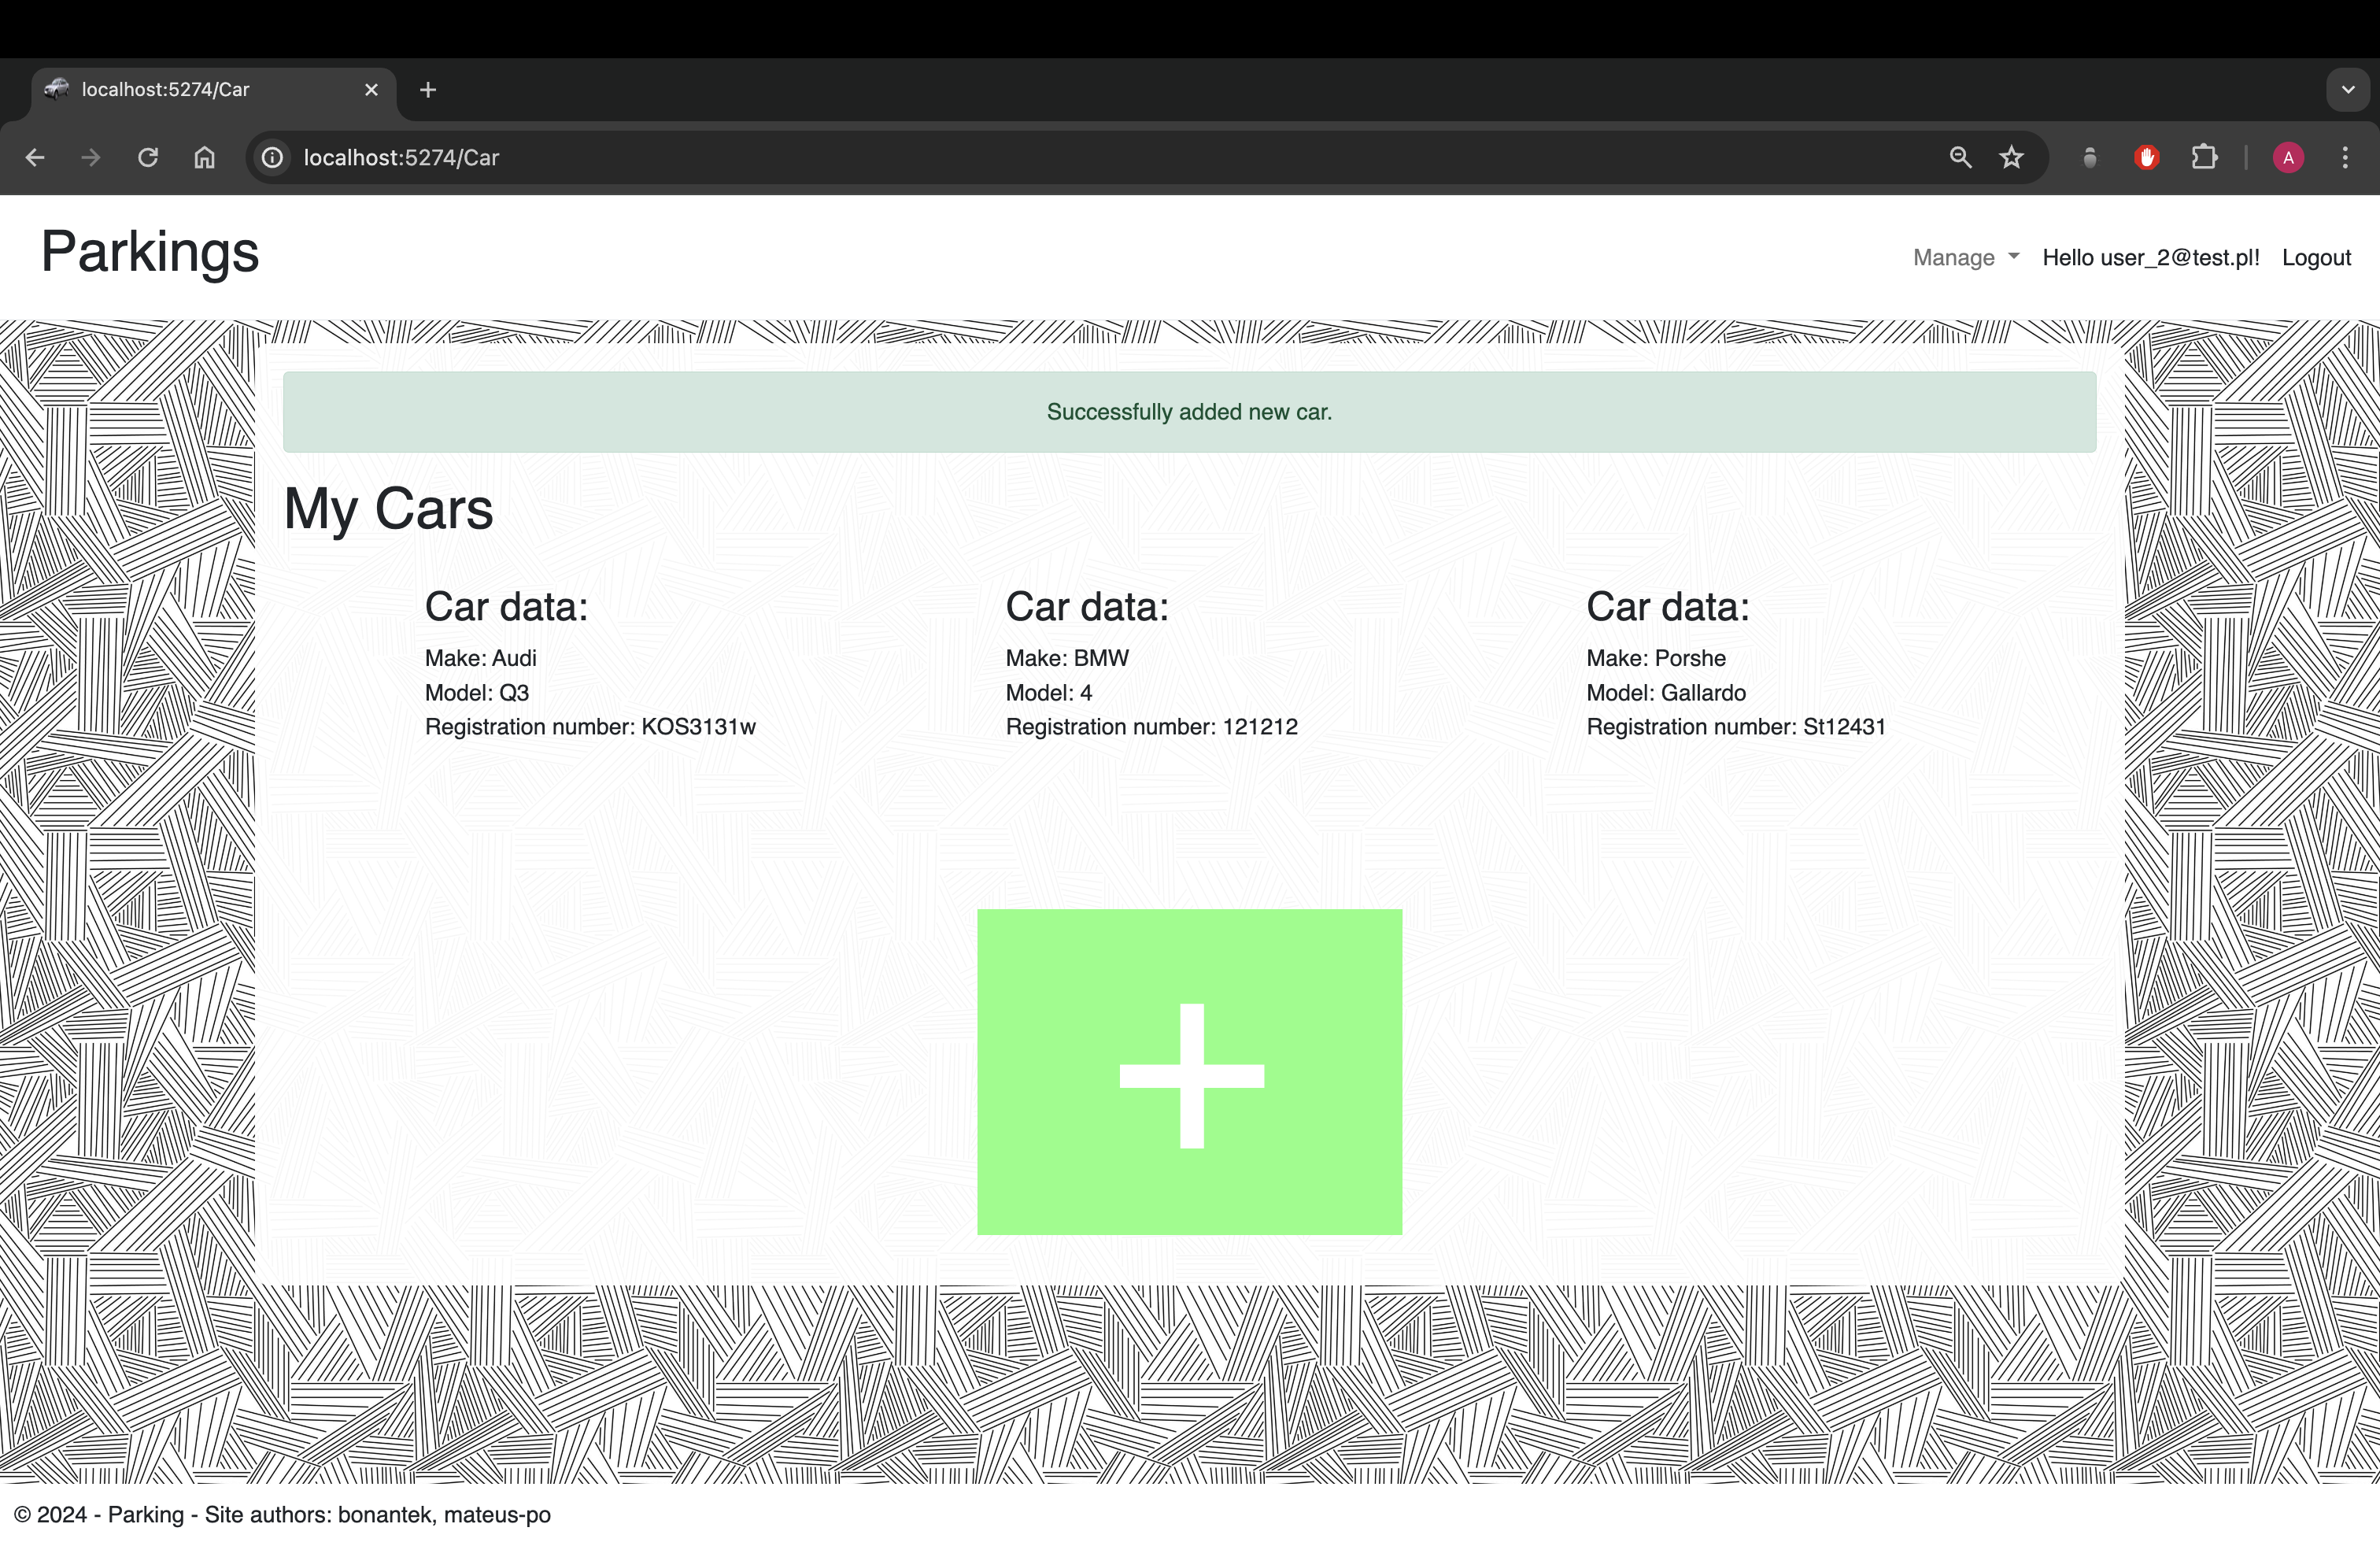 localhost:5274/Car
localhost:5274/Car
A
Parkings
Manage
Hello user_2@test.pl!
Logout
Successfully added new car.
My Cars
Car data:
Make: Audi
Model: Q3
Registration number: KOS3131w
Car data:
Make: BMW
Model: 4
Registration number: 121212
Car data:
Make: Porshe
Model: Gallardo
Registration number: St12431
© 2024 - Parking - Site authors: bonantek, mateus-po